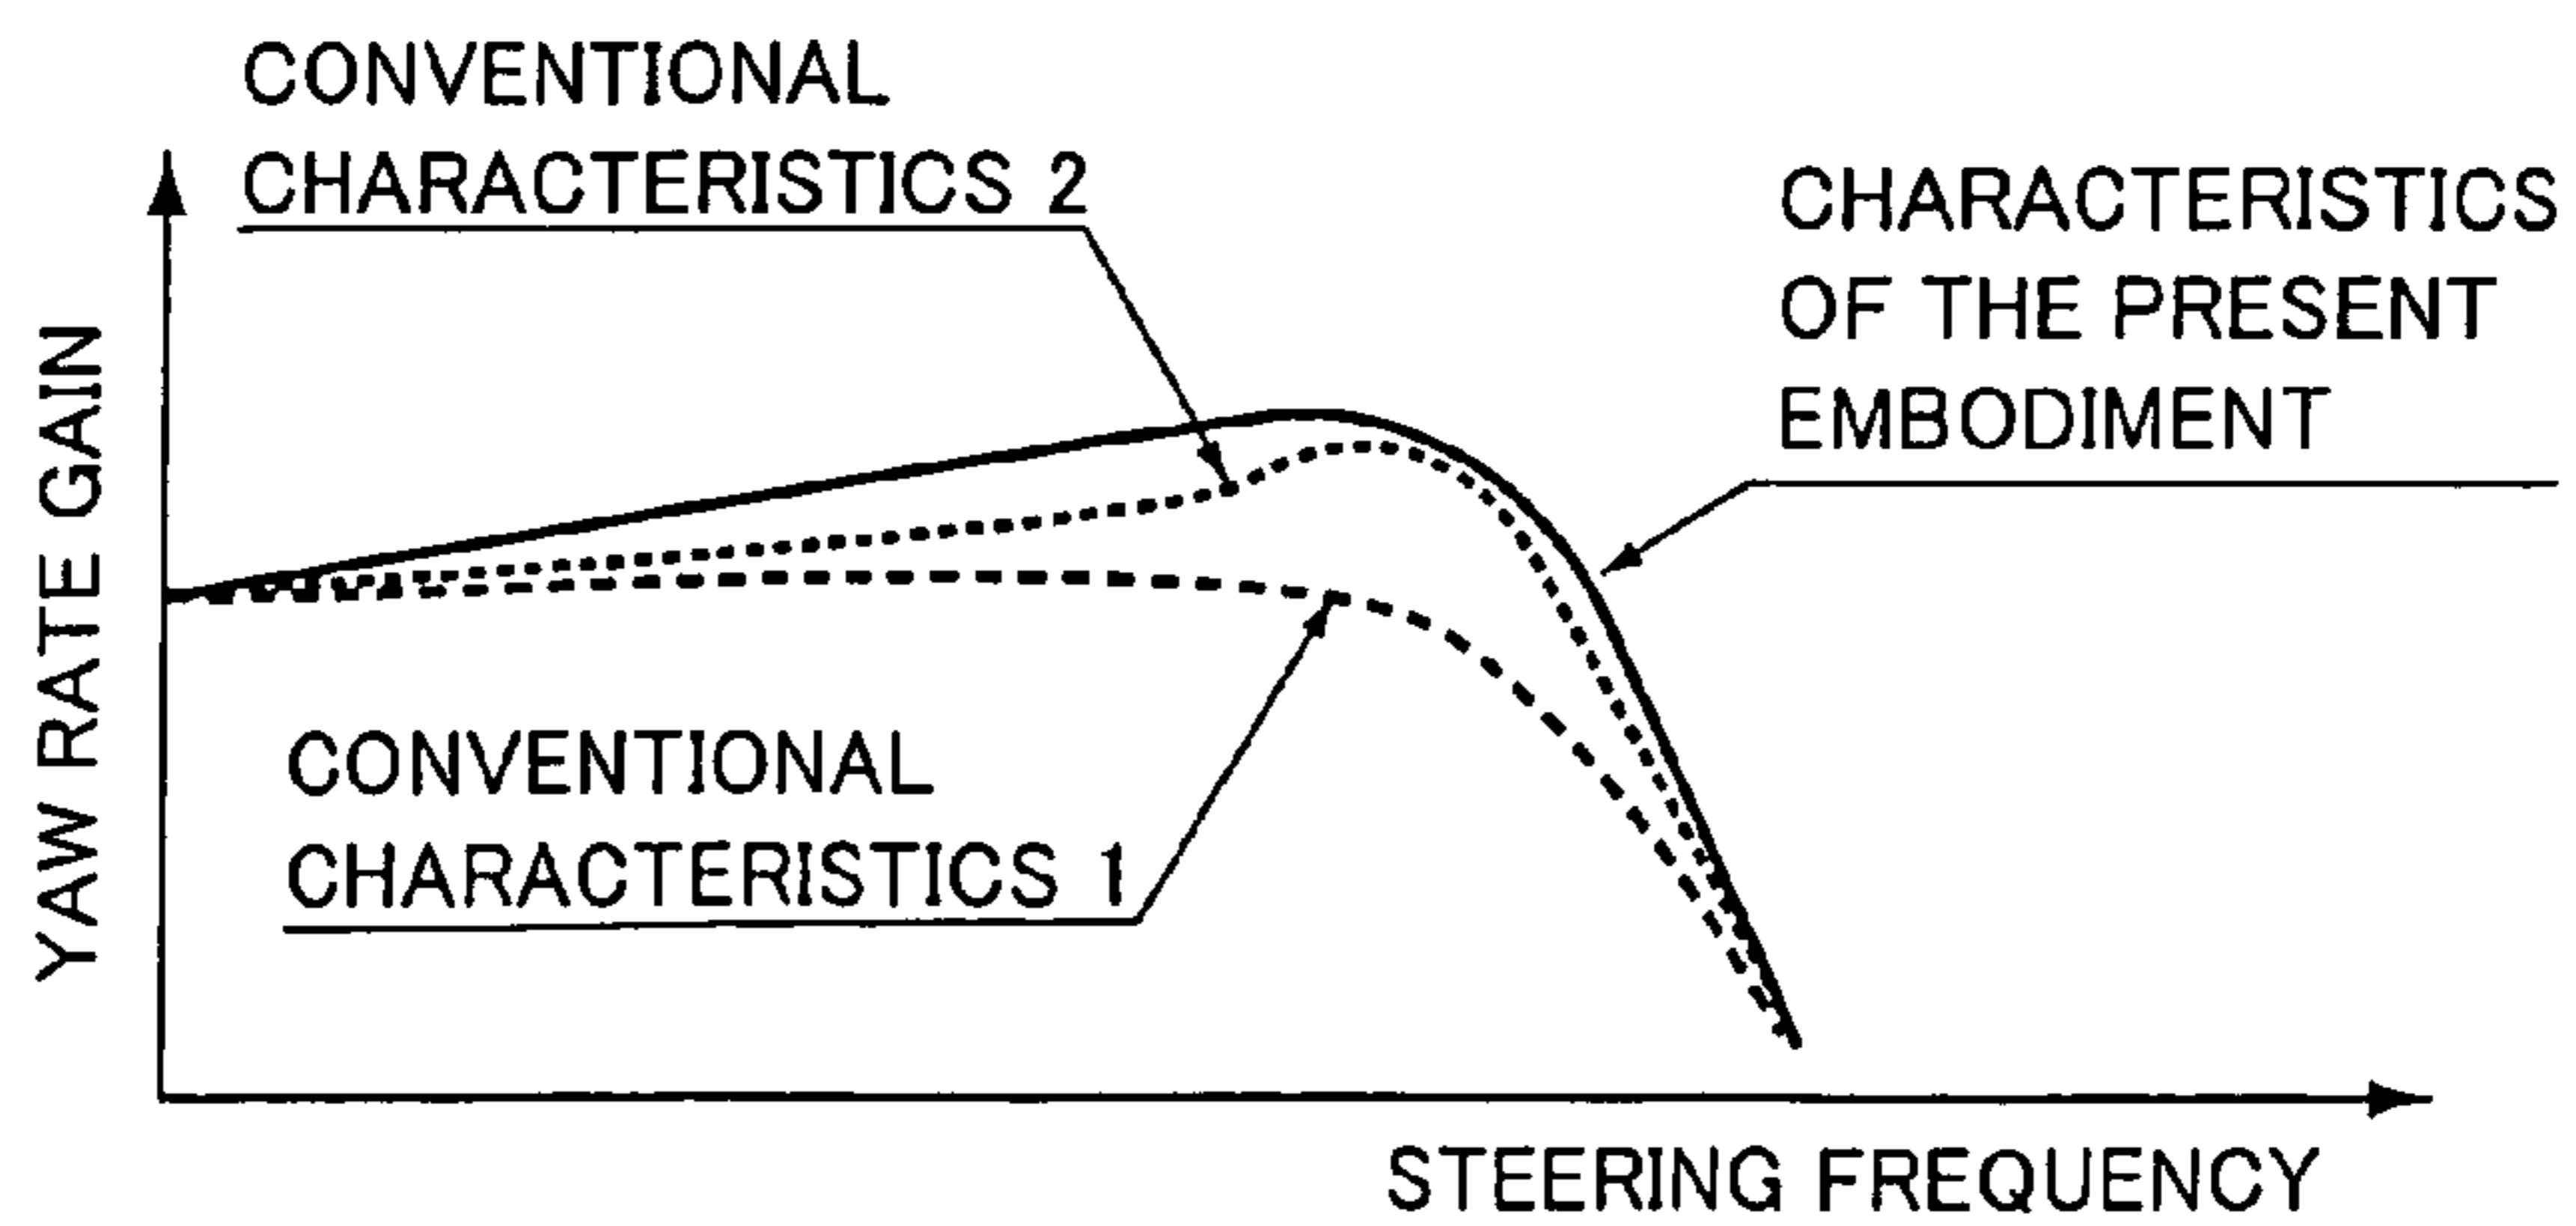 CONVENTIONAL
CHARACTERISTICS 2
CHARACTERISTICS
OF THE PRESENT
EMBODIMENT
YAW RATE GAIN
CONVENTIONAL
CHARACTERISTICS 1
STEERING FREQUENCY